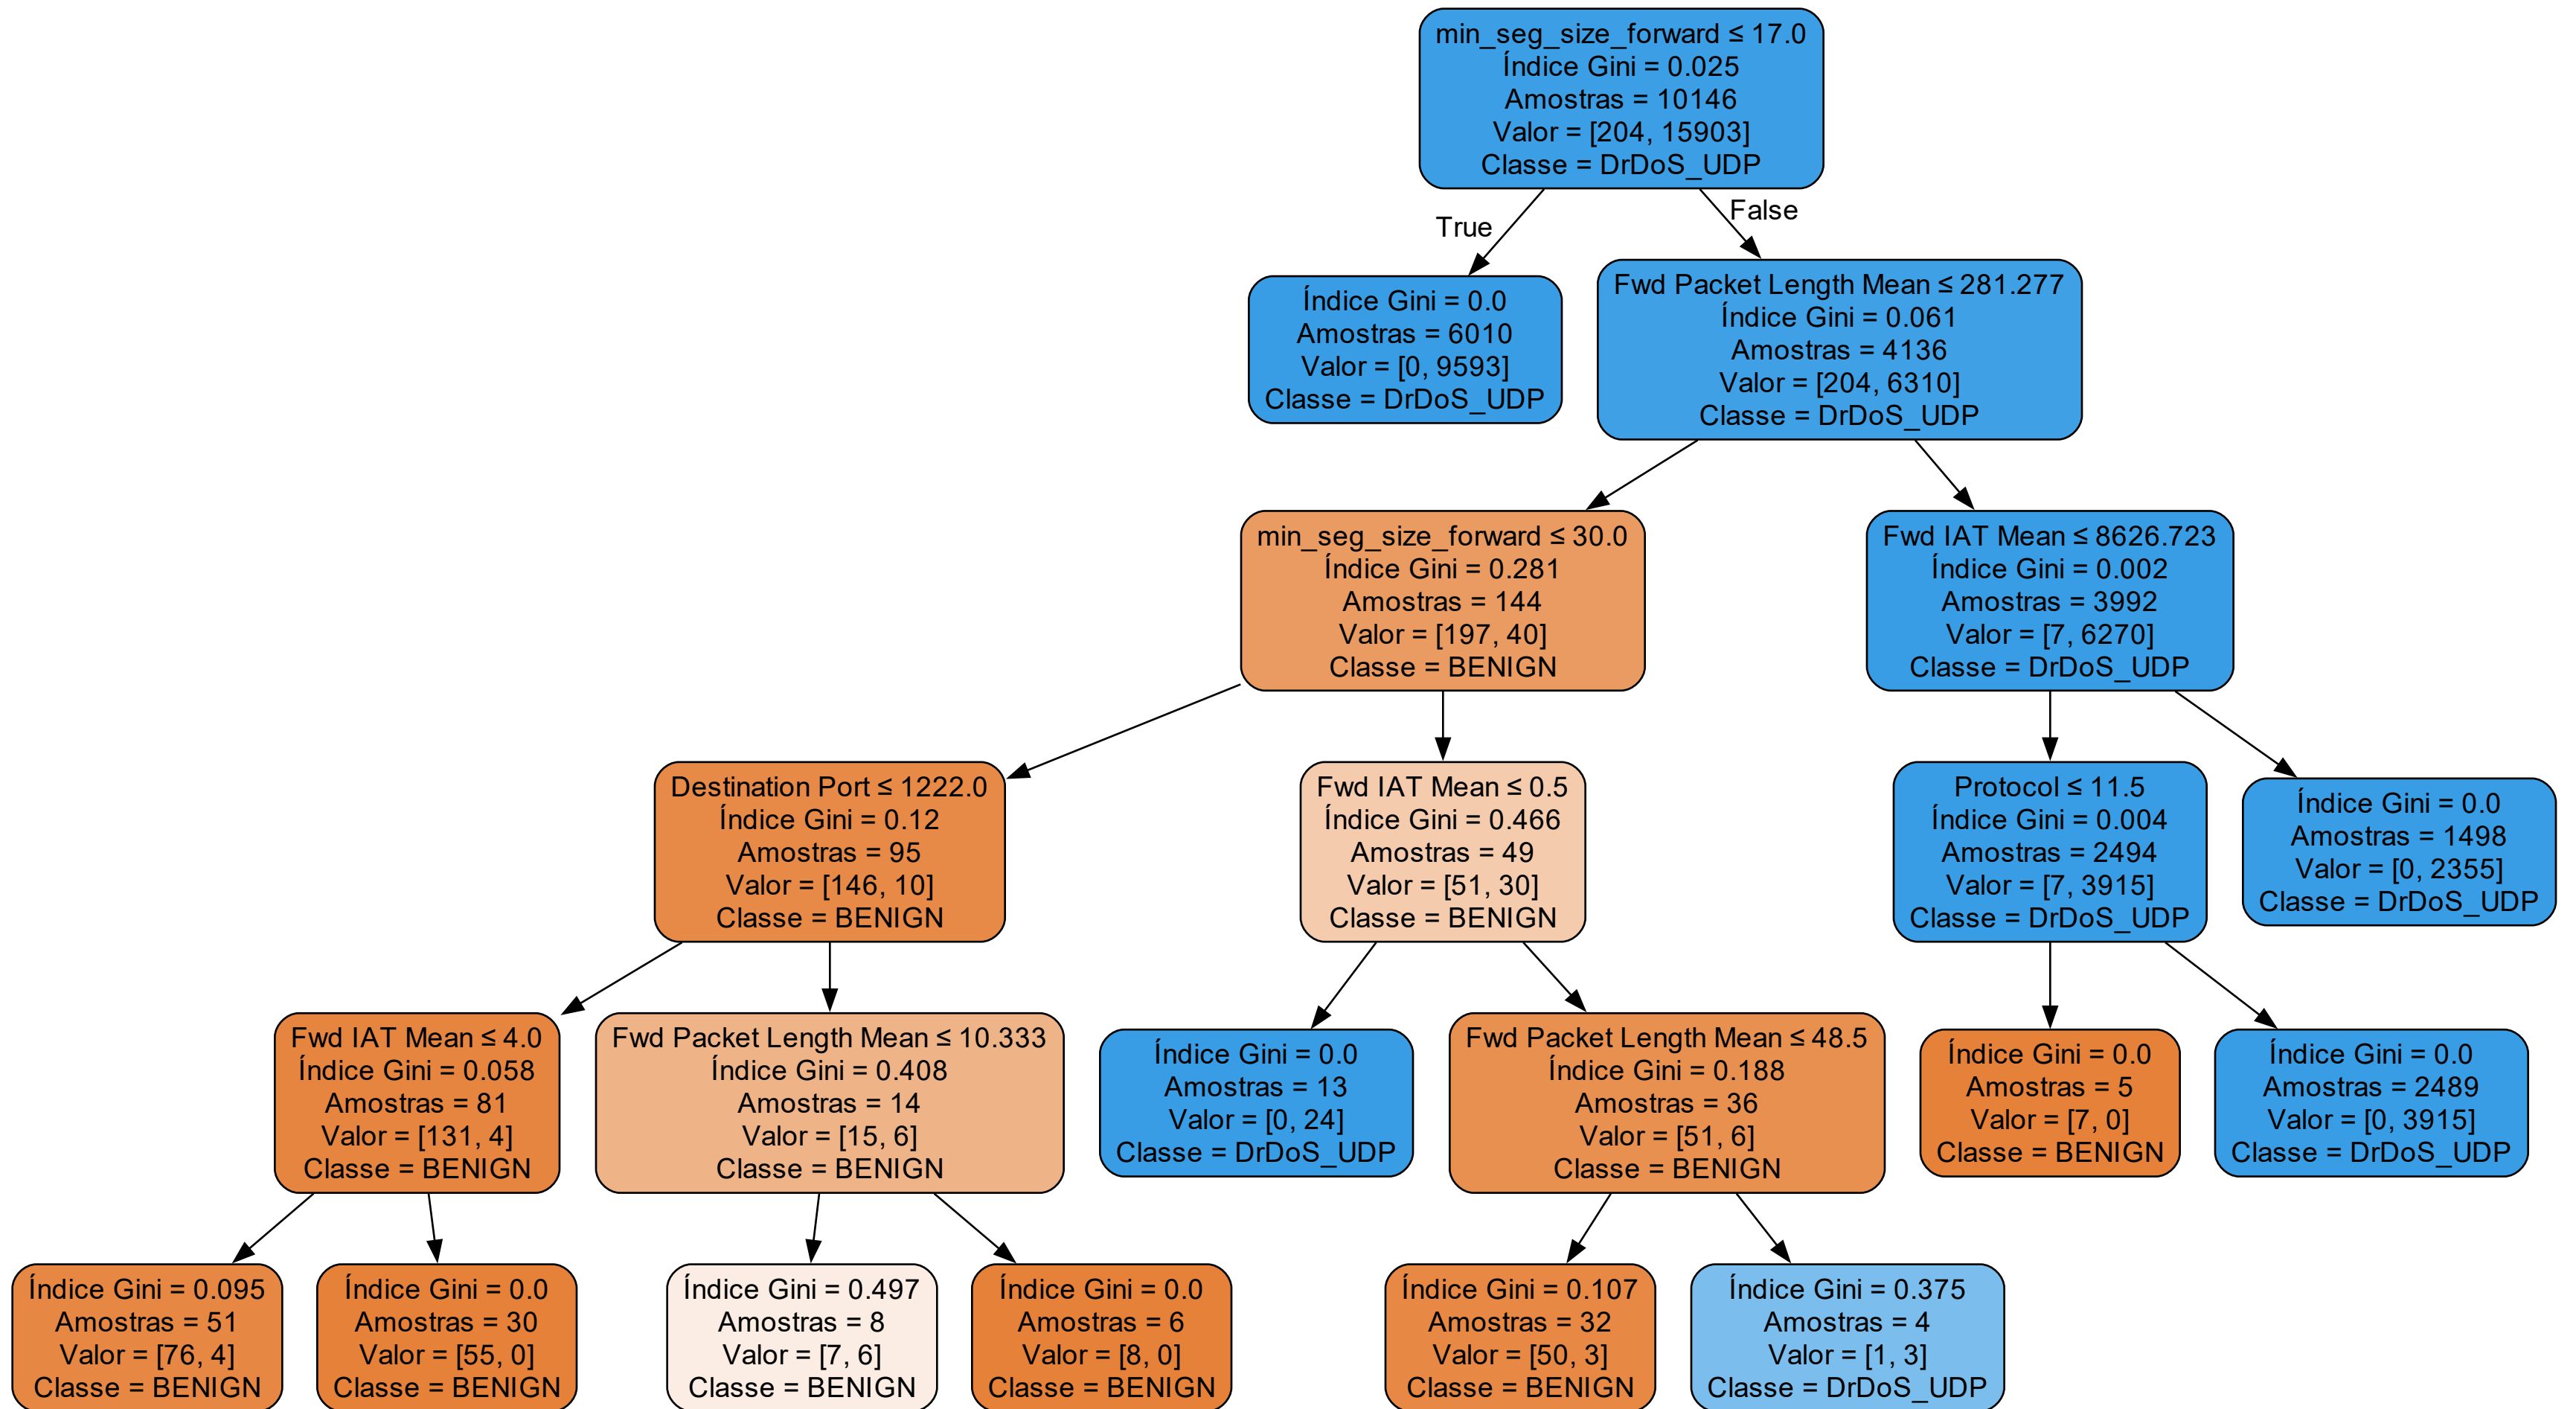 min_seg_size_forward ≤ 17.0
Índice Gini = 0.025
Amostras = 10146
Valor = [204, 15903]
Classe = DrDoS_UDP
True
False
Índice Gini = 0.0
Amostras = 6010
Valor = [0, 9593]
Classe = DrDoS_UDP
Fwd Packet Length Mean ≤ 281.277
Índice Gini = 0.061
Amostras = 4136
Valor = [204, 6310]
Classe = DrDoS_UDP
min_seg_size_forward ≤ 30.0
Índice Gini = 0.281
Amostras = 144
Valor = [197, 40]
Classe = BENIGN
Fwd IAT Mean ≤ 8626.723
Índice Gini = 0.002
Amostras = 3992
Valor = [7, 6270]
Classe = DrDoS_UDP
Destination Port ≤ 1222.0
Índice Gini = 0.12
Amostras = 95
Valor = [146, 10]
Classe = BENIGN
Fwd IAT Mean ≤ 0.5
Índice Gini = 0.466
Amostras = 49
Valor = [51, 30]
Classe = BENIGN
Protocol ≤ 11.5
Índice Gini = 0.004
Amostras = 2494
Valor = [7, 3915]
Classe = DrDoS_UDP
Índice Gini = 0.0
Amostras = 1498
Valor = [0, 2355]
Classe = DrDoS_UDP
Fwd IAT Mean ≤ 4.0
Índice Gini = 0.058
Amostras = 81
Valor = [131, 4]
Classe = BENIGN
Fwd Packet Length Mean ≤ 10.333
Índice Gini = 0.408
Amostras = 14
Valor = [15, 6]
Classe = BENIGN
Índice Gini = 0.0
Amostras = 13
Valor = [0, 24]
Classe = DrDoS_UDP
Fwd Packet Length Mean ≤ 48.5
Índice Gini = 0.188
Amostras = 36
Valor = [51, 6]
Classe = BENIGN
Índice Gini = 0.0
Amostras = 5
Valor = [7, 0]
Classe = BENIGN
Índice Gini = 0.0
Amostras = 2489
Valor = [0, 3915]
Classe = DrDoS_UDP
Índice Gini = 0.095
Amostras = 51
Valor = [76, 4]
Classe = BENIGN
Índice Gini = 0.0
Amostras = 30
Valor = [55, 0]
Classe = BENIGN
Índice Gini = 0.497
Amostras = 8
Valor = [7, 6]
Classe = BENIGN
Índice Gini = 0.0
Amostras = 6
Valor = [8, 0]
Classe = BENIGN
Índice Gini = 0.107
Amostras = 32
Valor = [50, 3]
Classe = BENIGN
Índice Gini = 0.375
Amostras = 4
Valor = [1, 3]
Classe = DrDoS_UDP